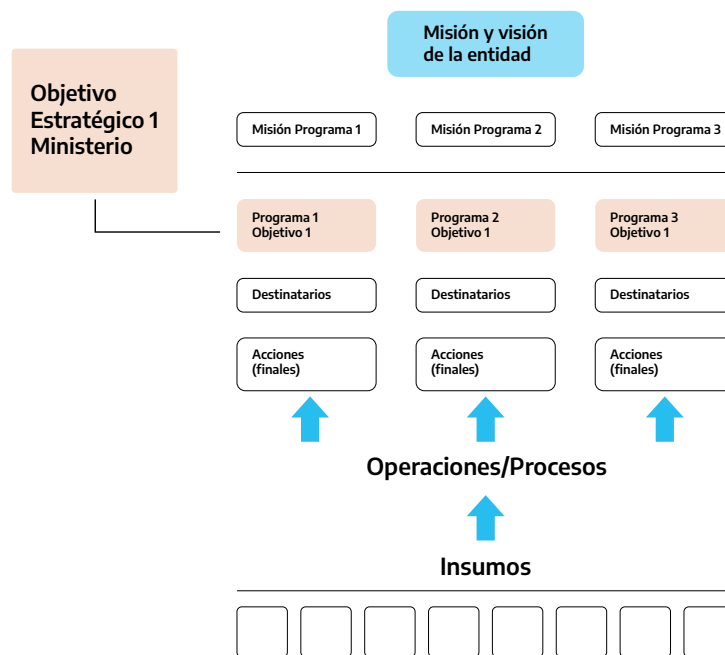 Misión y visión
de la entidad
Objetivo
Estratégico 1
Ministerio
Misión Programa 1
Misión Programa 2
Misión Programa 3
Programa 1
Objetivo 1
Programa 2
Objetivo 1
Programa 3
Objetivo 1
Destinatarios
Destinatarios
Destinatarios
Acciones
(finales)
Acciones
(finales)
Acciones
(finales)
Operaciones/Procesos
Insumos